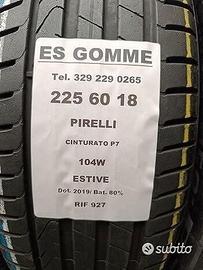 ES GOMME
Tel. 329 229 0265
225 60 18
PIRELLI
CINTURATO P7
104W
ESTIVE
Dot. 2019/ Bat. 80%
RIF 927
subito